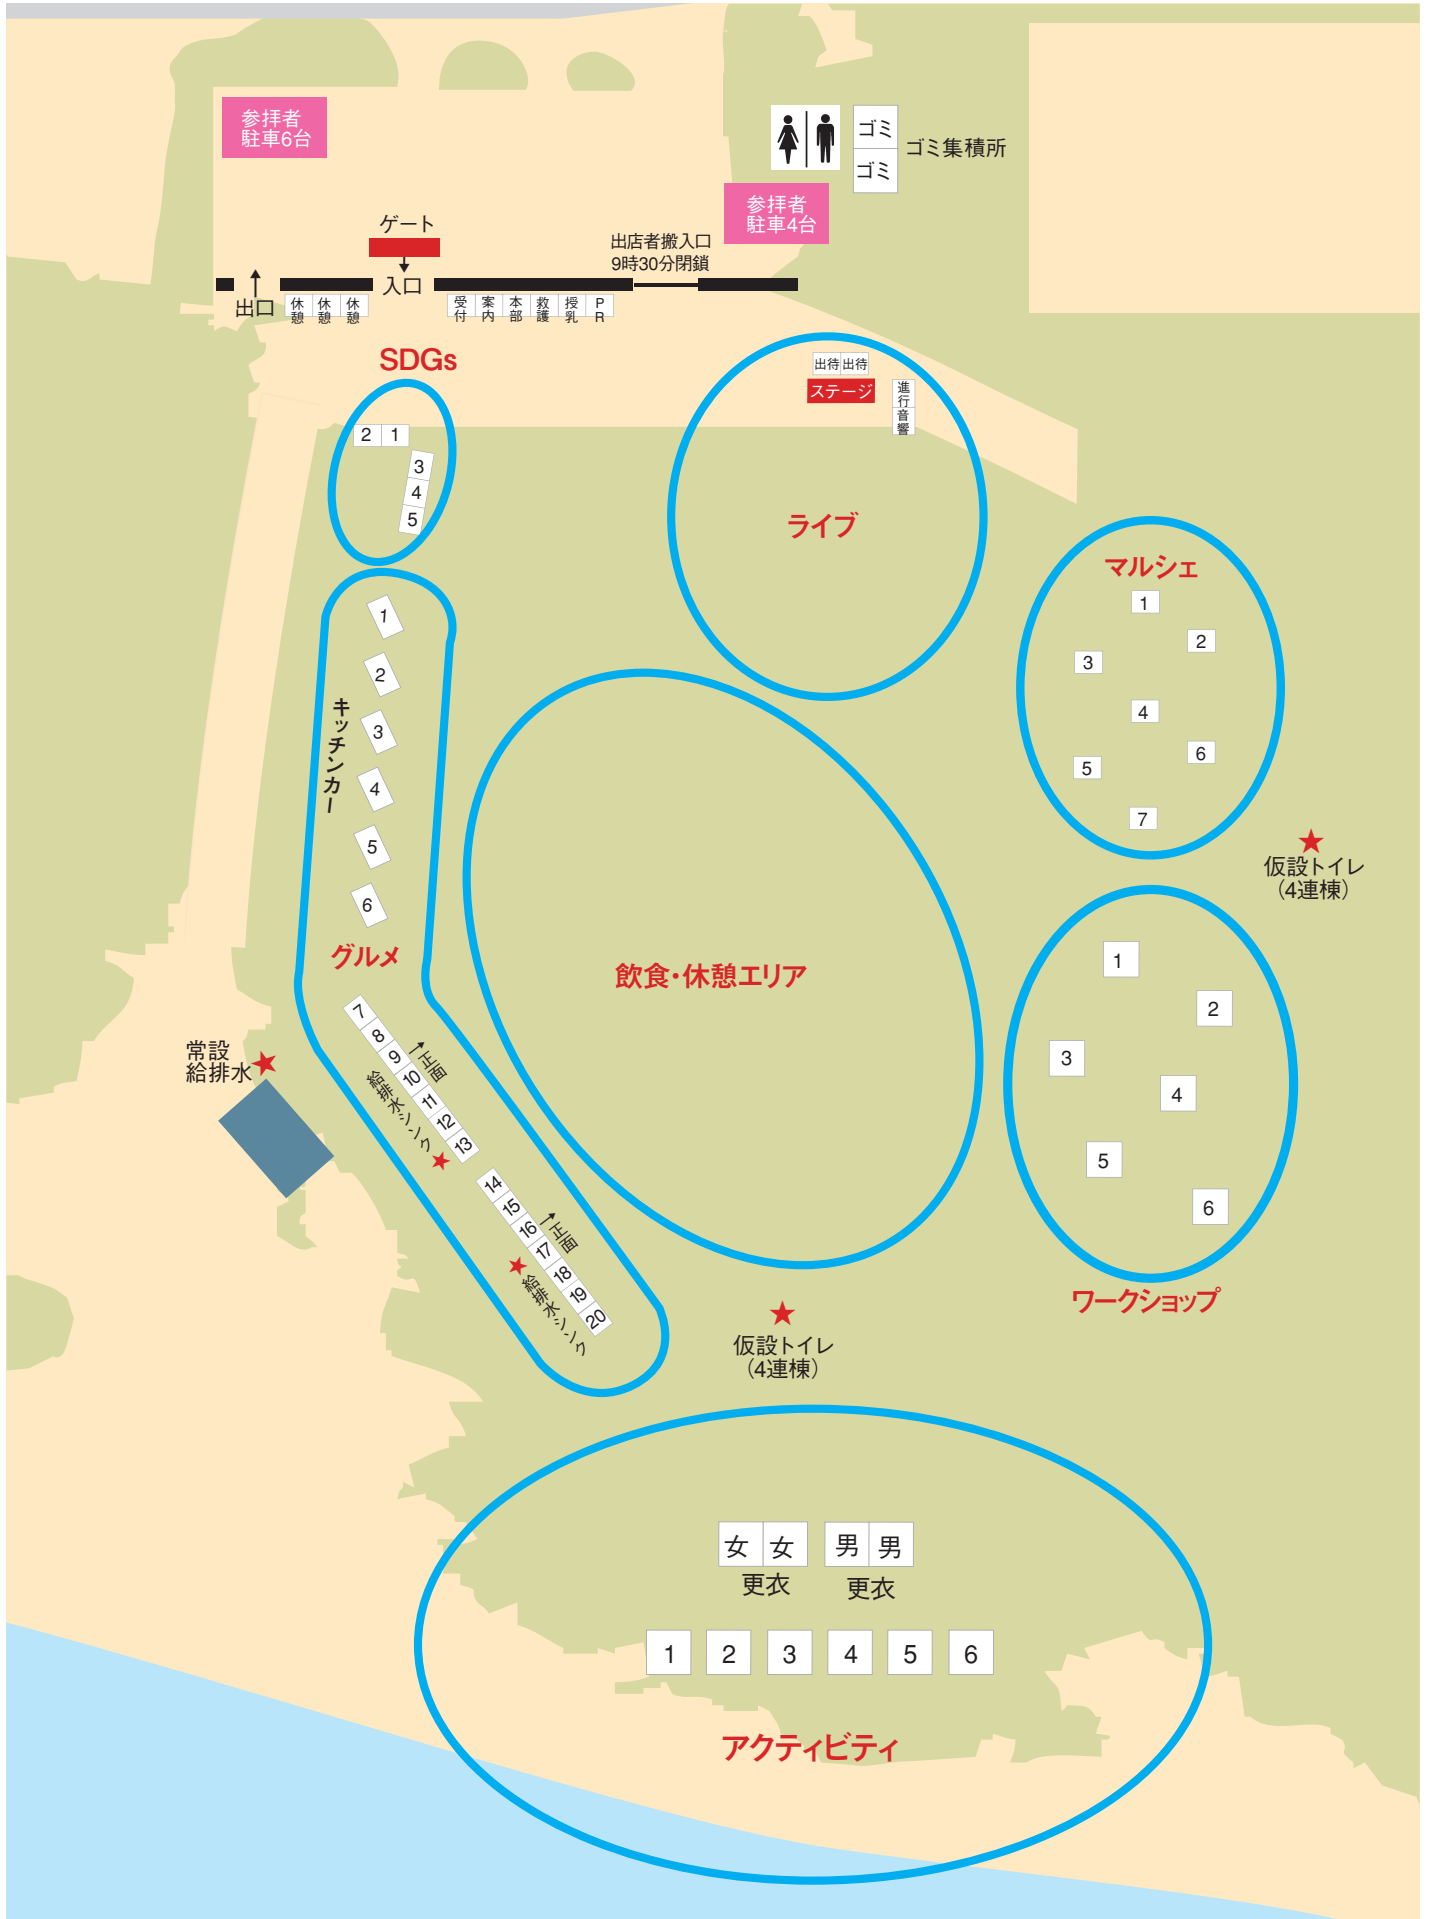 参拝者
駐車6台
ゴミ
ゴミ
ゴミ集積所
参拝者
駐車4台
ゲート
入口
出口
出店者搬入口
9時30分閉鎖
休憩
休憩
休憩
受付
案内
本部
救護
授乳
PR
SDGs
2
1
3
4
5
出待
出待
ステージ
進行
音響
ライブ
マルシェ
1
2
3
4
5
6
7
仮設トイレ
(4連棟)
キッチンカー
1
2
3
4
5
6
グルメ
7
8
9
10
11
12
13
→正面
給排水シンク
14
15
16
17
18
19
20
→正面
給排水シンク
常設
給排水
飲食・休憩エリア
1
2
3
4
5
6
ワークショップ
仮設トイレ
(4連棟)
女
女
更衣
男
男
更衣
1
2
3
4
5
6
アクティビティ